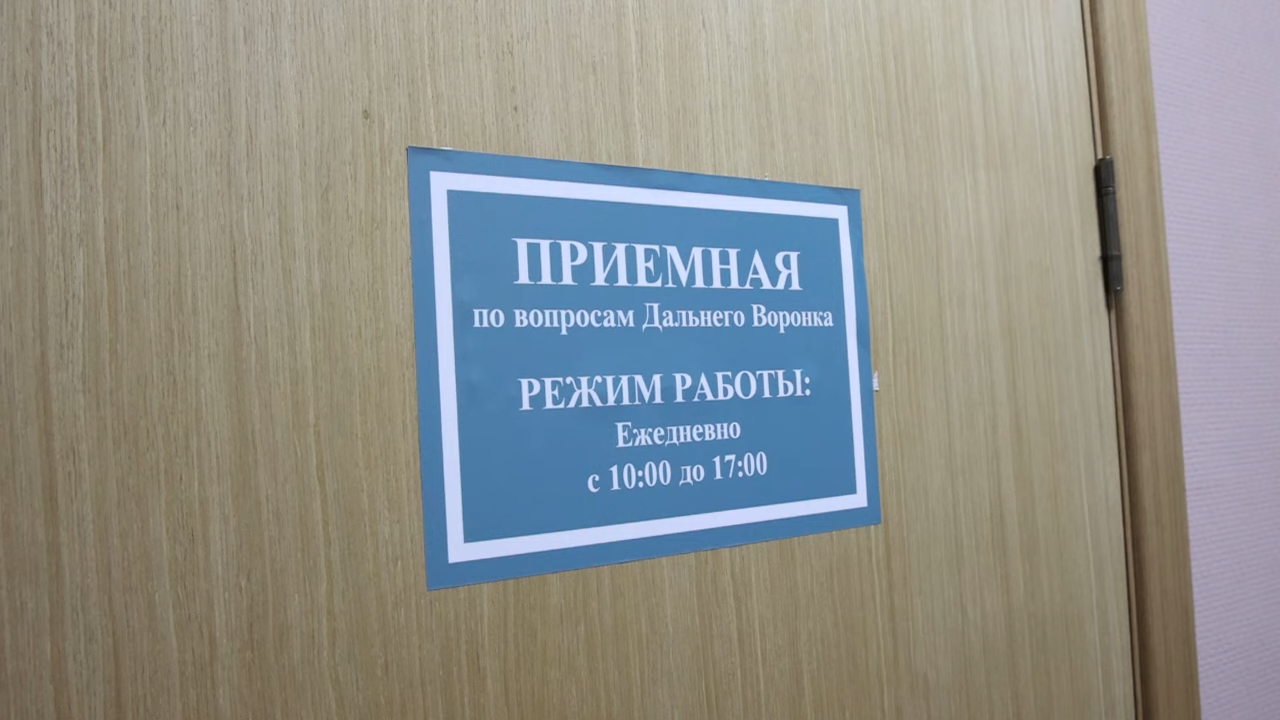 ПРИЕМНАЯ
по вопросам Дальнего Воронка
РЕЖИМ РАБОТЫ:
Ежедневно
с 10:00 до 17:00